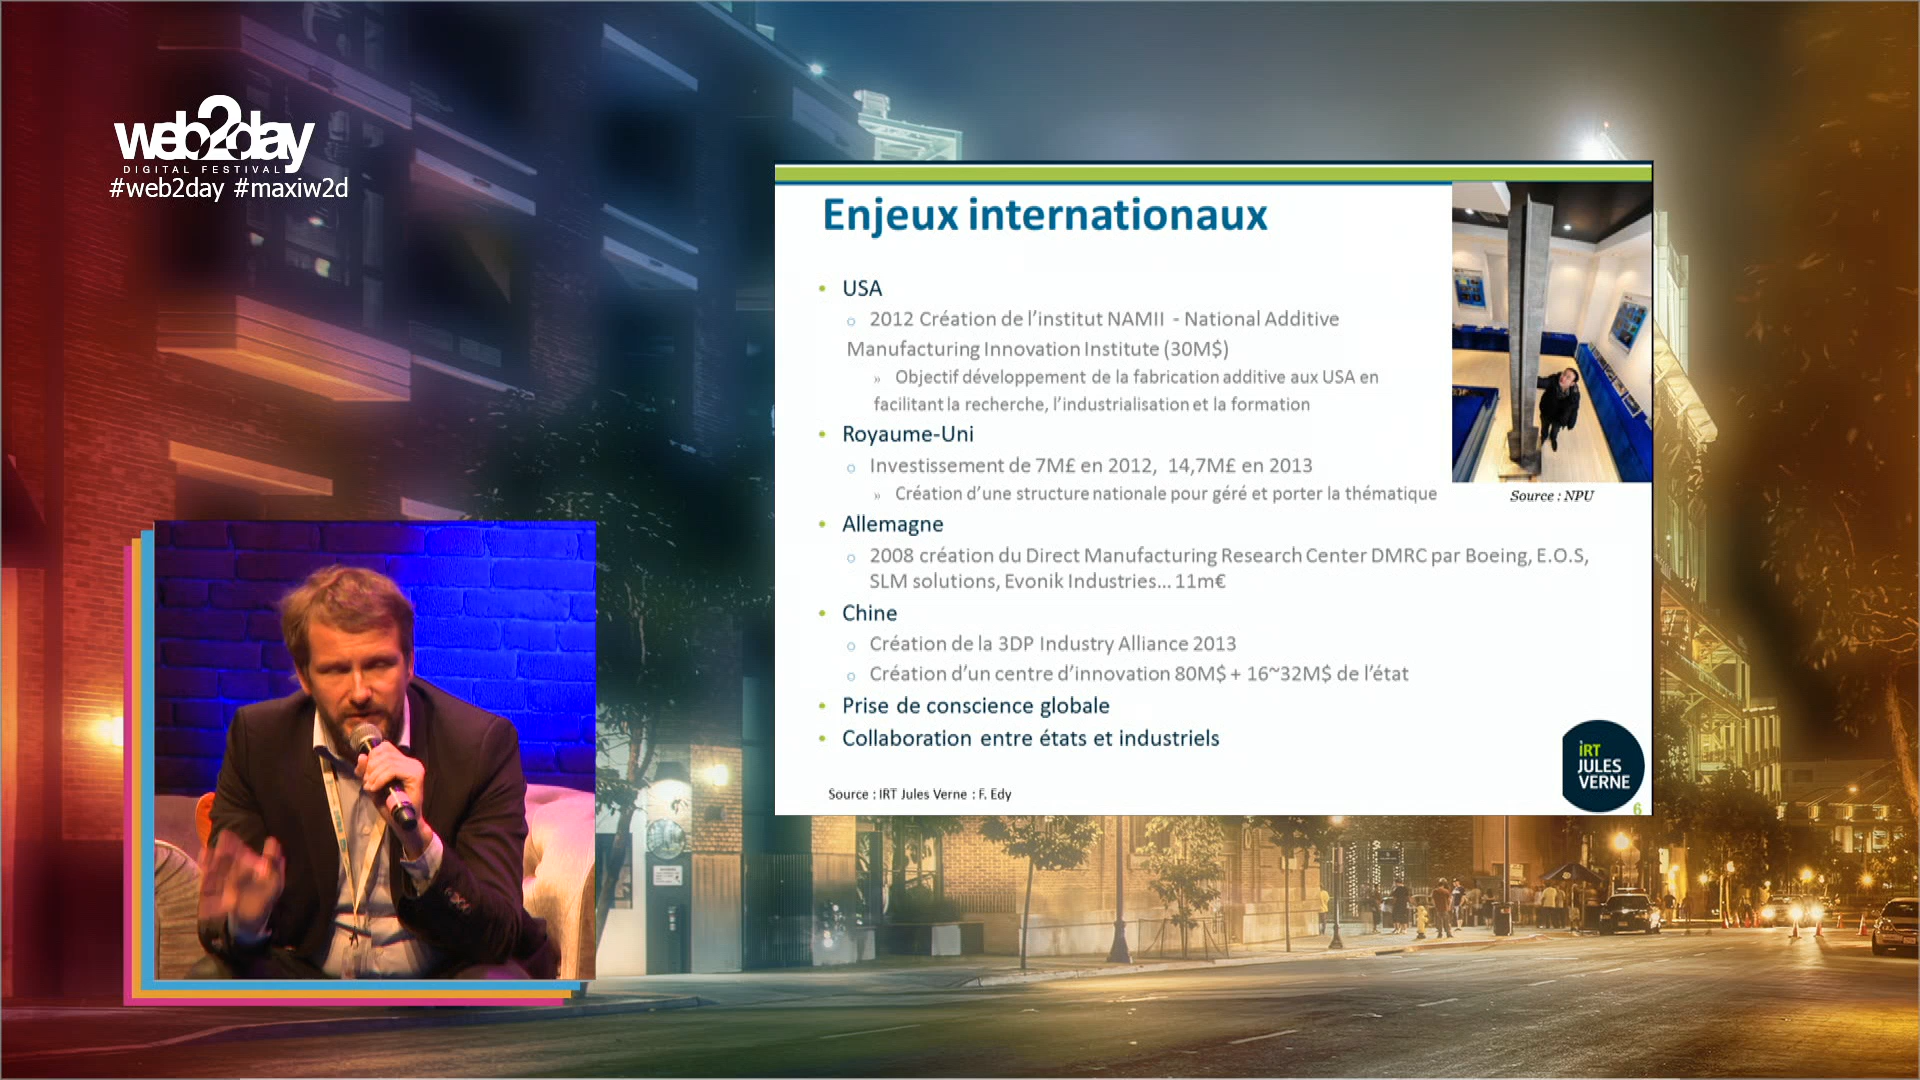 web2day
DIGITAL FESTIVAL
#web2day #maxiw2d
Enjeux internationaux
• USA
○ 2012 Création de l'institut NAMII - National Additive
Manufacturing Innovation Institute (30M$)
» Objectif développement de la fabrication additive aux USA en
facilitant la recherche, l'industrialisation et la formation
• Royaume-Uni
○ Investissement de 7M£ en 2012, 14,7M£ en 2013
» Création d'une structure nationale pour géré et porter la thématique
Source : NPU
• Allemagne
○ 2008 création du Direct Manufacturing Research Center DMRC par Boeing, E.O.S,
SLM solutions, Evonik Industries... 11m€
• Chine
○ Création de la 3DP Industry Alliance 2013
○ Création d'un centre d'innovation 80M$ + 16~32M$ de l'état
• Prise de conscience globale
• Collaboration entre états et industriels
Source : IRT Jules Verne : F. Edy
iRT
JULES
VERNE
6